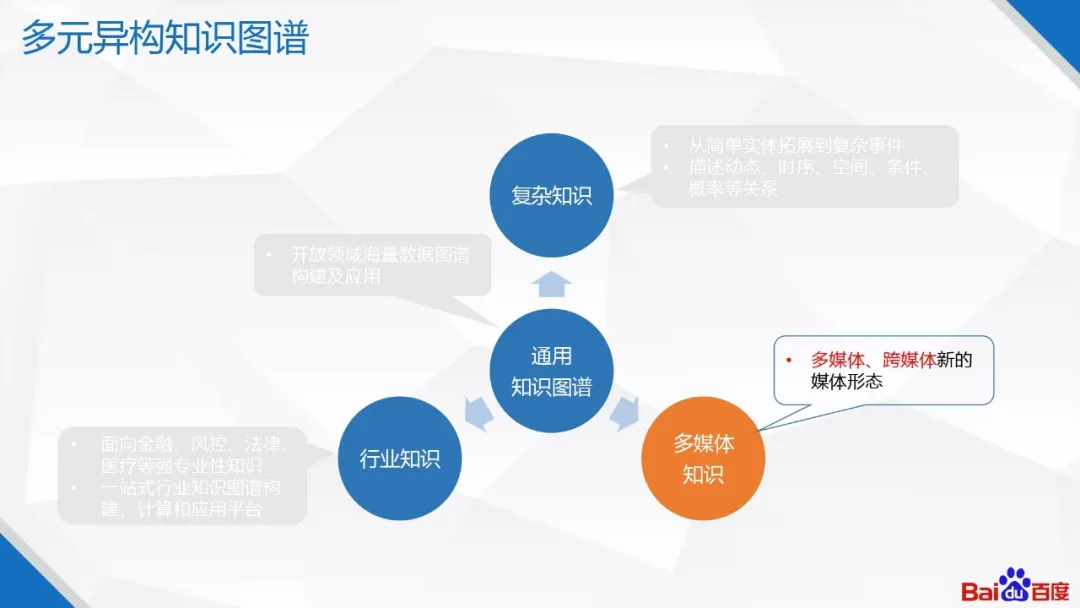 多元异构知识图谱
• 从简单实体拓展到复杂事件
• 描述动态、时序、空间、条件、
概率等关系
复杂知识
• 开放领域海量数据图谱
构建及应用
通用
知识图谱
• 多媒体、跨媒体新的
媒体形态
• 面向金融、风控、法律、
医疗等强专业性知识
• 一站式行业知识图谱构
建、计算和应用平台
行业知识
多媒体
知识
Bai du 百度